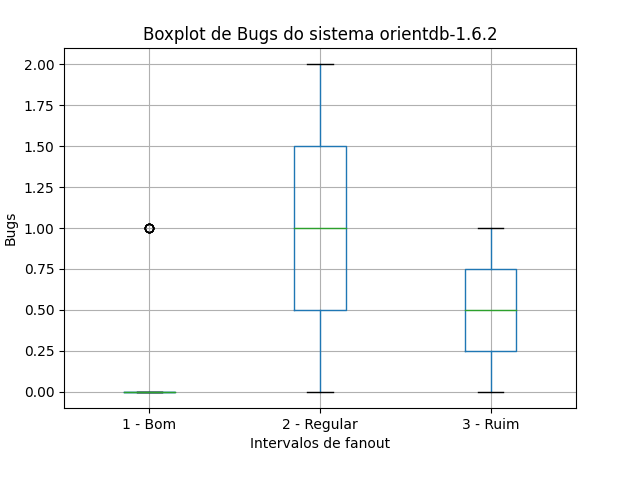 Boxplot de Bugs do sistema orientdb-1.6.2
2.00
1.75
1.50
1.25
1.00
0.75
0.50
0.25
0.00
Bugs
1 - Bom
2 - Regular
3 - Ruim
Intervalos de fanout